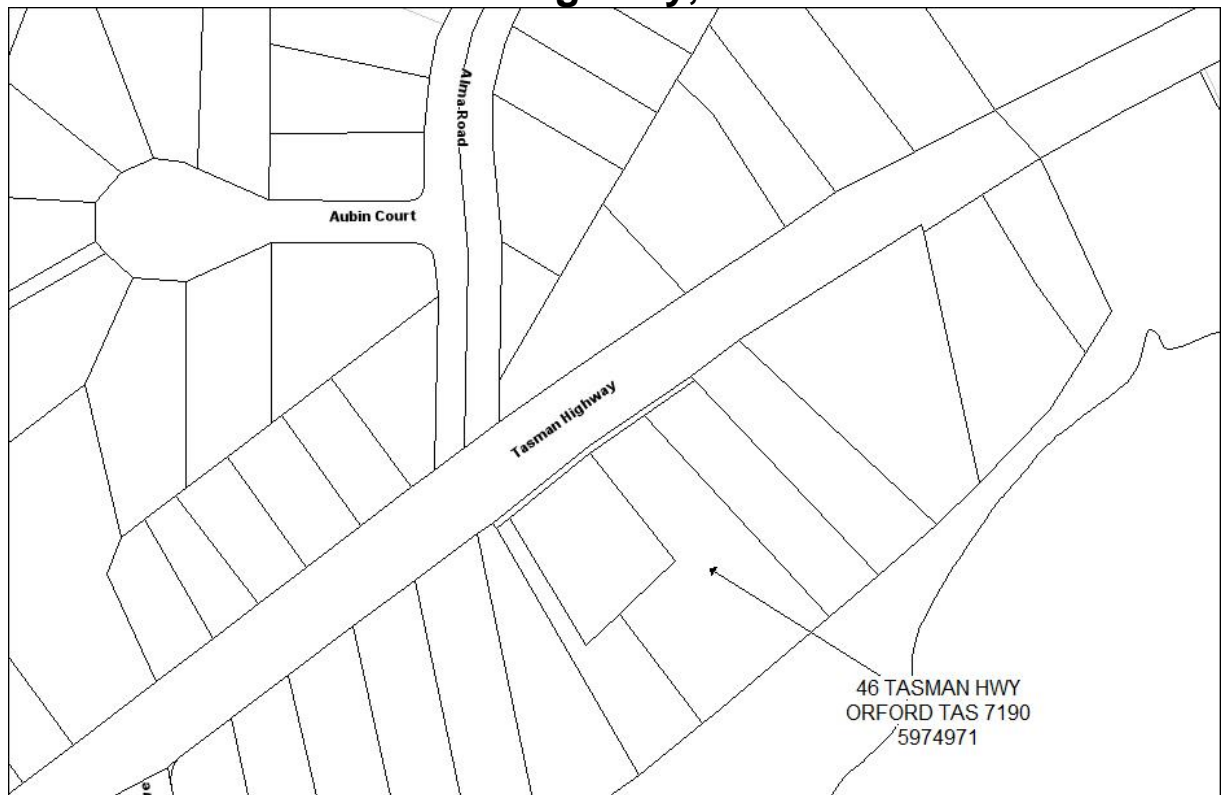 Alma Road
Aubin Court
Tasman Highway
46 TASMAN HWY
ORFORD TAS 7190
5974971